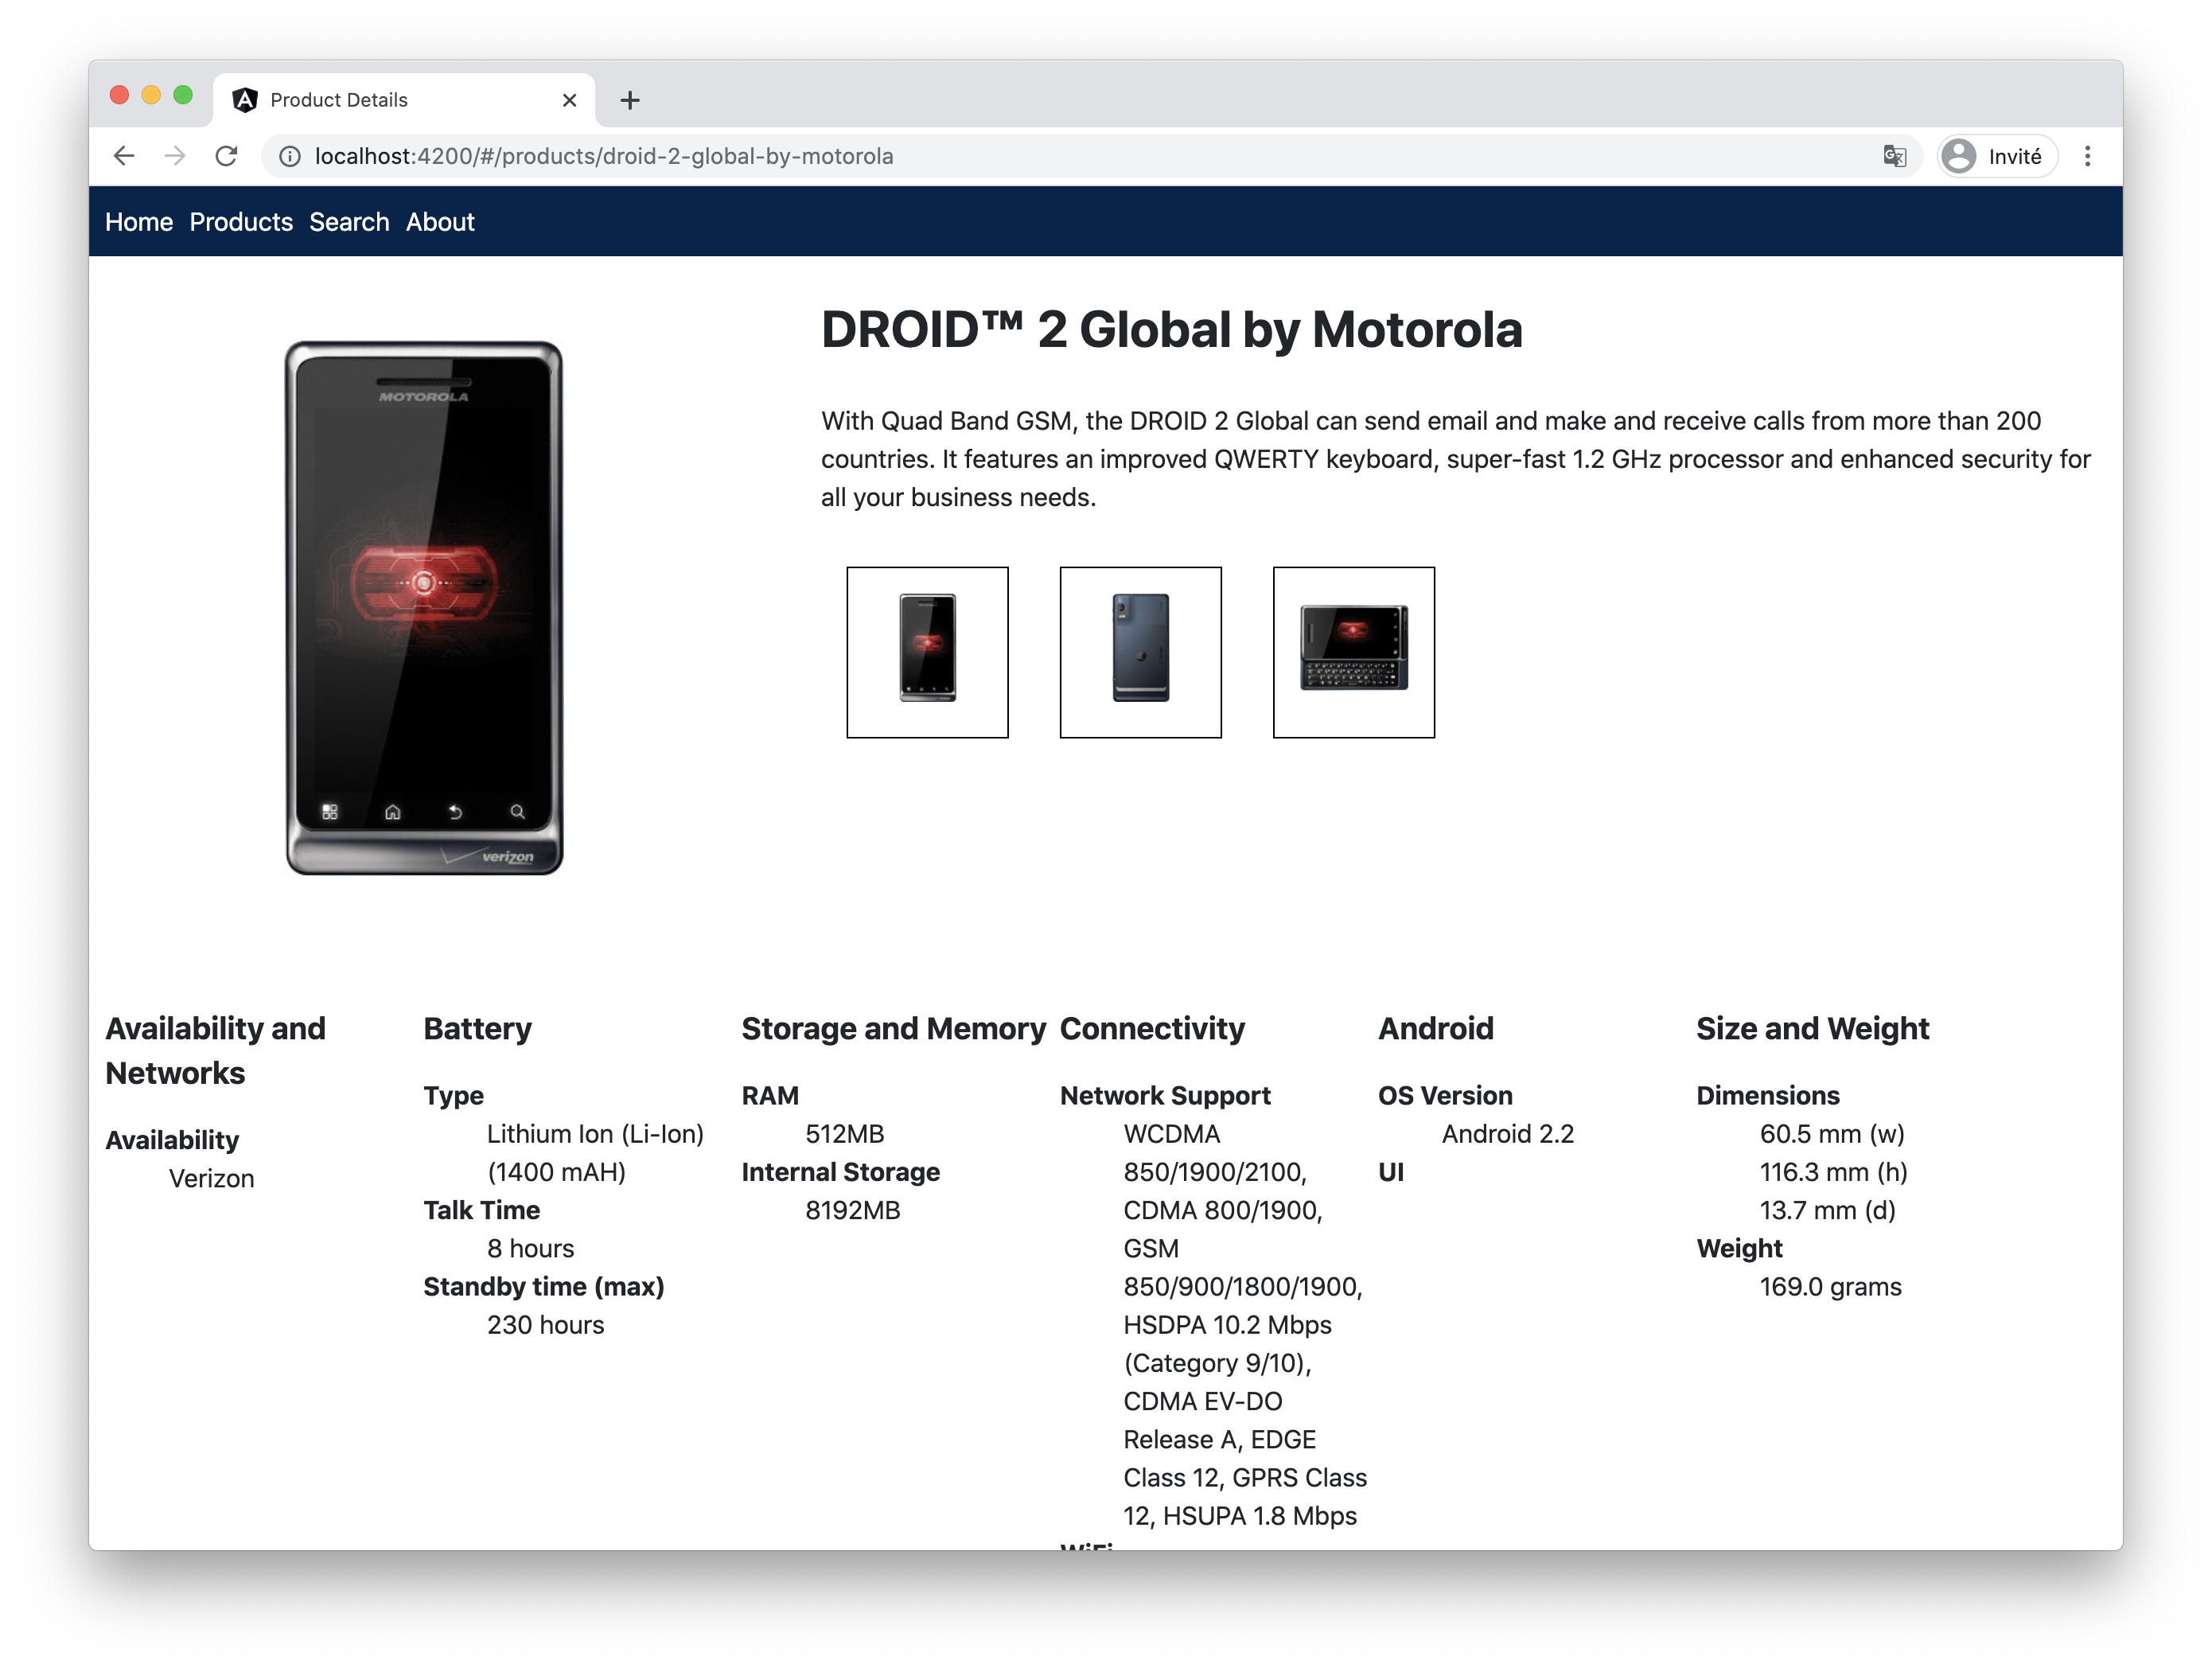 Product Details
localhost:4200/#/products/droid-2-global-by-motorola
Invité
Home Products Search About
MOTOROLA
verizon
DROID™ 2 Global by Motorola
With Quad Band GSM, the DROID 2 Global can send email and make and receive calls from more than 200
countries. It features an improved QWERTY keyboard, super-fast 1.2 GHz processor and enhanced security for
all your business needs.
Availability and
Networks
Availability
Verizon
Battery
Type
Lithium Ion (Li-Ion)
(1400 mAH)
Talk Time
8 hours
Standby time (max)
230 hours
Storage and Memory
RAM
512MB
Internal Storage
8192MB
Connectivity
Network Support
WCDMA
850/1900/2100,
CDMA 800/1900,
GSM
850/900/1800/1900,
HSDPA 10.2 Mbps
(Category 9/10),
CDMA EV-DO
Release A, EDGE
Class 12, GPRS Class
12, HSUPA 1.8 Mbps
WiFi
Android
OS Version
Android 2.2
UI
Size and Weight
Dimensions
60.5 mm (w)
116.3 mm (h)
13.7 mm (d)
Weight
169.0 grams